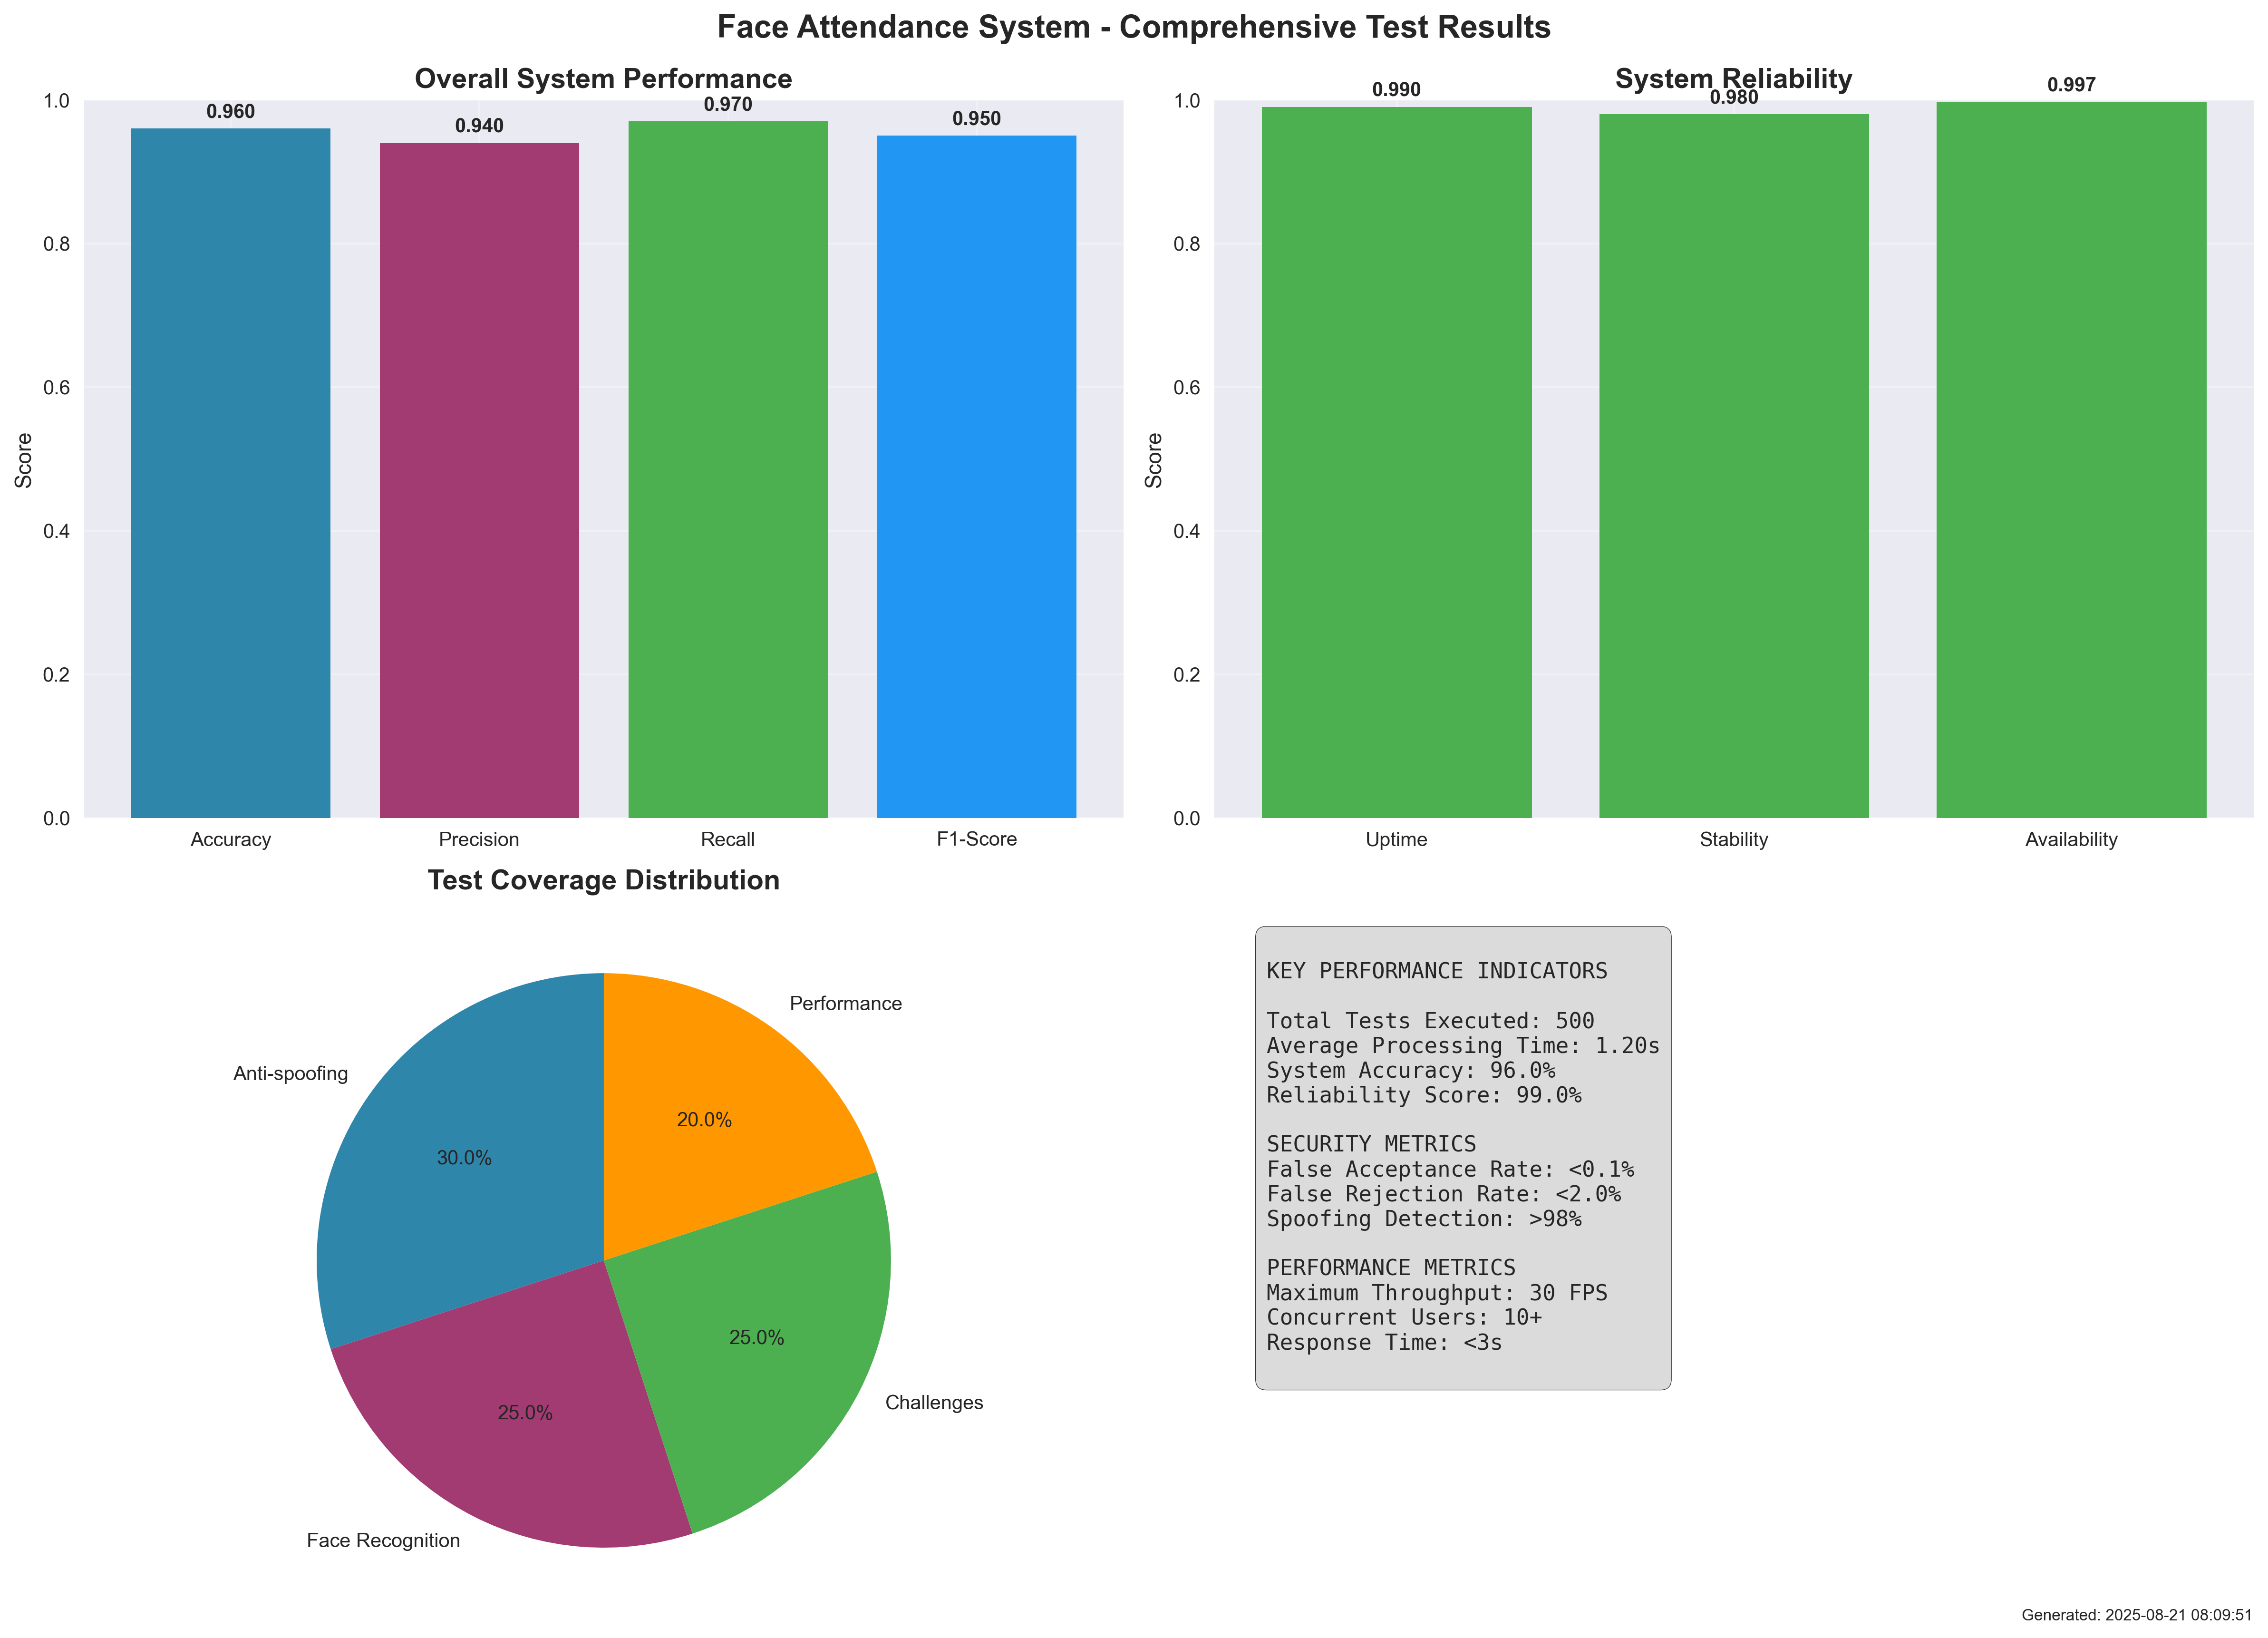 Face Attendance System - Comprehensive Test Results
Overall System Performance
0.960
0.940
0.970
0.950
1.0
0.8
0.6
0.4
0.2
0.0
Score
Accuracy
Precision
Recall
F1-Score
System Reliability
0.990
0.980
0.997
1.0
0.8
0.6
0.4
0.2
0.0
Score
Uptime
Stability
Availability
Test Coverage Distribution
Performance
Anti-spoofing
20.0%
30.0%
25.0%
Challenges
25.0%
Face Recognition
KEY PERFORMANCE INDICATORS
Total Tests Executed: 500
Average Processing Time: 1.20s
System Accuracy: 96.0%
Reliability Score: 99.0%
SECURITY METRICS
False Acceptance Rate: <0.1%
False Rejection Rate: <2.0%
Spoofing Detection: >98%
PERFORMANCE METRICS
Maximum Throughput: 30 FPS
Concurrent Users: 10+
Response Time: <3s
Generated: 2025-08-21 08:09:51